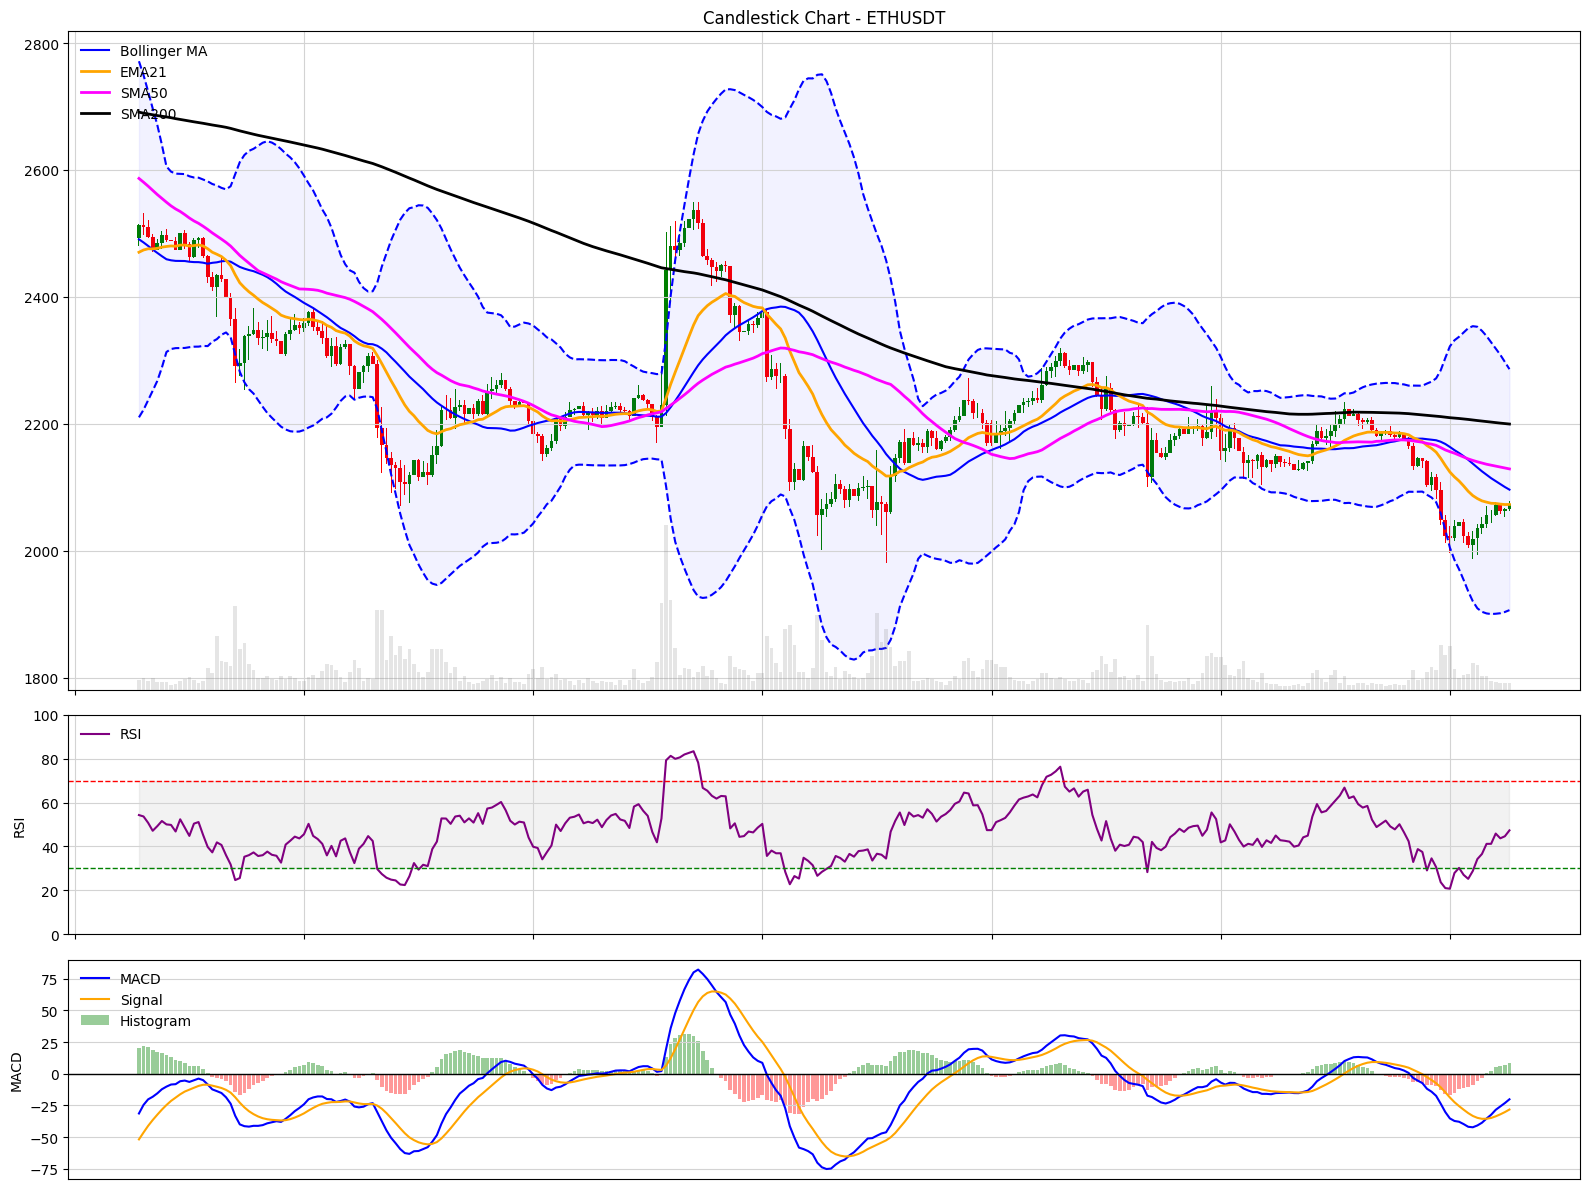 Candlestick Chart - ETHUSDT
2800
2600
2400
2200
2000
1800
Bollinger MA
EMA21
SMA50
SMA200
100
80
60
40
20
0
RSI
RSI
75
50
25
0
−25
−50
−75
MACD
MACD
Signal
Histogram